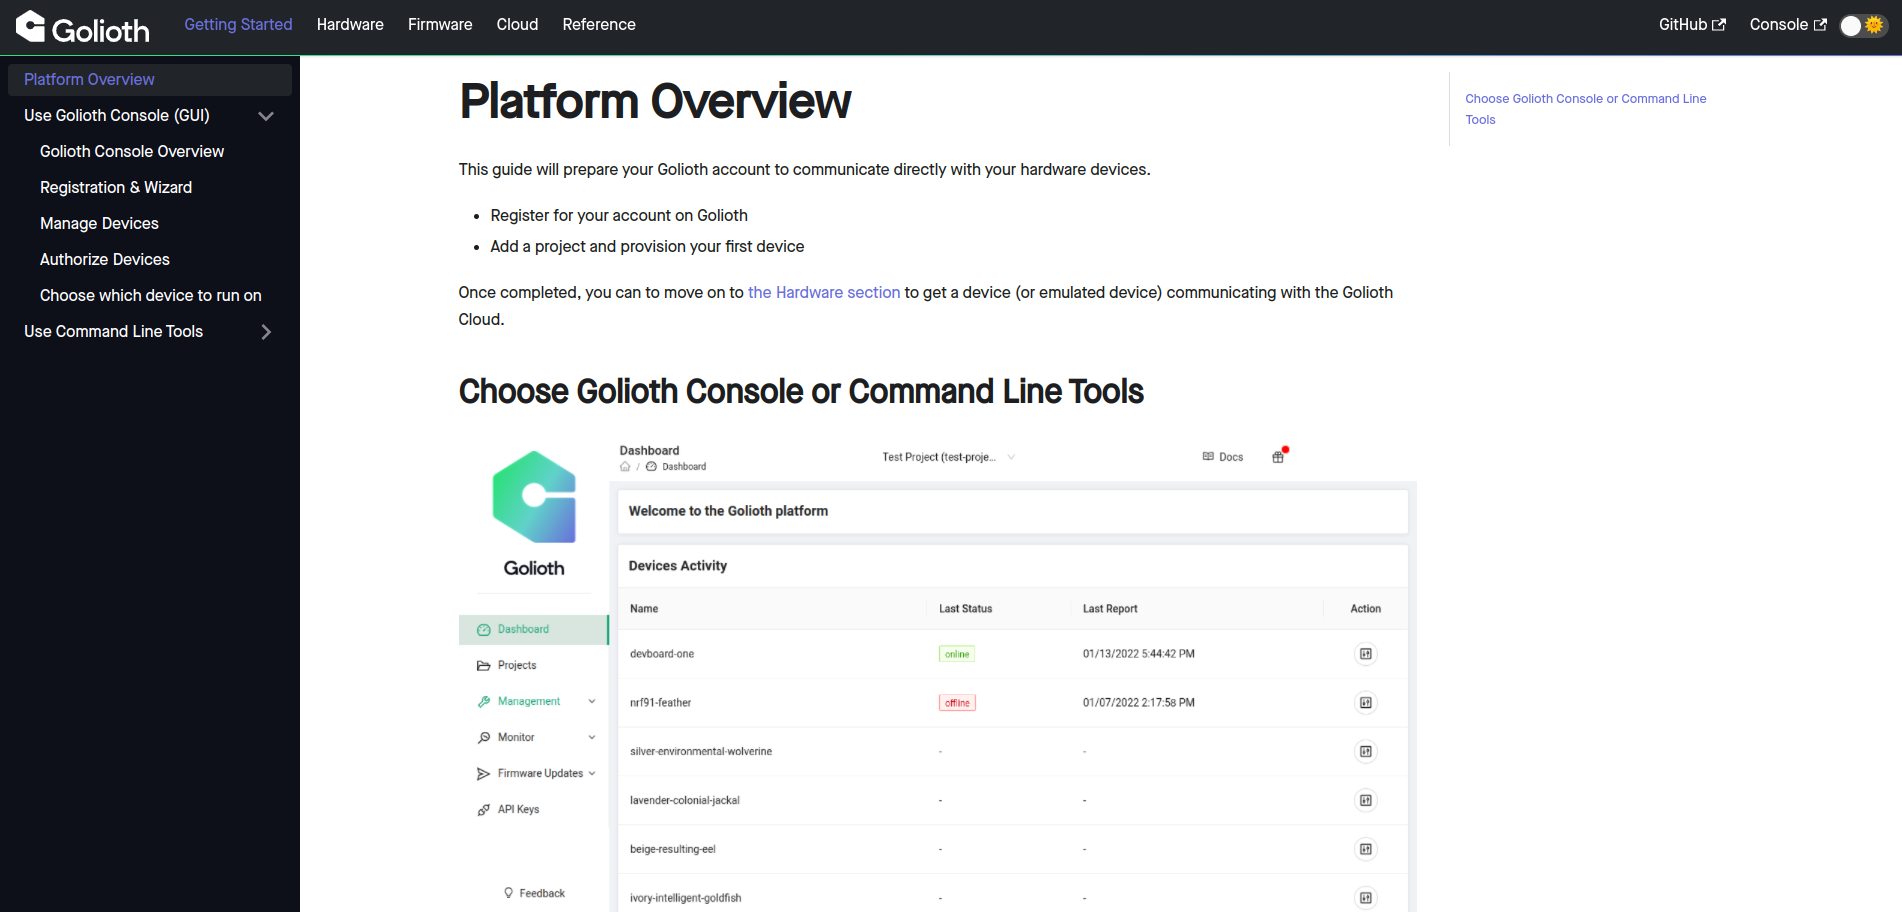 Golioth
Getting Started
Hardware
Firmware
Cloud
Reference
GitHub
Console
Platform Overview
Use Golioth Console (GUI)
Golioth Console Overview
Registration & Wizard
Manage Devices
Authorize Devices
Choose which device to run on
Use Command Line Tools
Platform Overview
This guide will prepare your Golioth account to communicate directly with your hardware devices.
Register for your account on Golioth
Add a project and provision your first device
Once completed, you can to move on to the Hardware section to get a device (or emulated device) communicating with the Golioth
Cloud.
Choose Golioth Console or Command Line Tools
Golioth
Dashboard
Projects
Management
Monitor
Firmware Updates
API Keys
Feedback
Dashboard
/ Dashboard
Test Project (test-proje...
Docs
Welcome to the Golioth platform
Devices Activity
Name Last Status Last Report Action
devboard-one online 01/13/2022 5:44:42 PM
nrf91-feather offline 01/07/2022 2:17:58 PM
silver-environmental-wolverine - -
lavender-colonial-jackal - -
beige-resulting-eel - -
ivory-intelligent-goldfish - -
Choose Golioth Console or Command Line
Tools